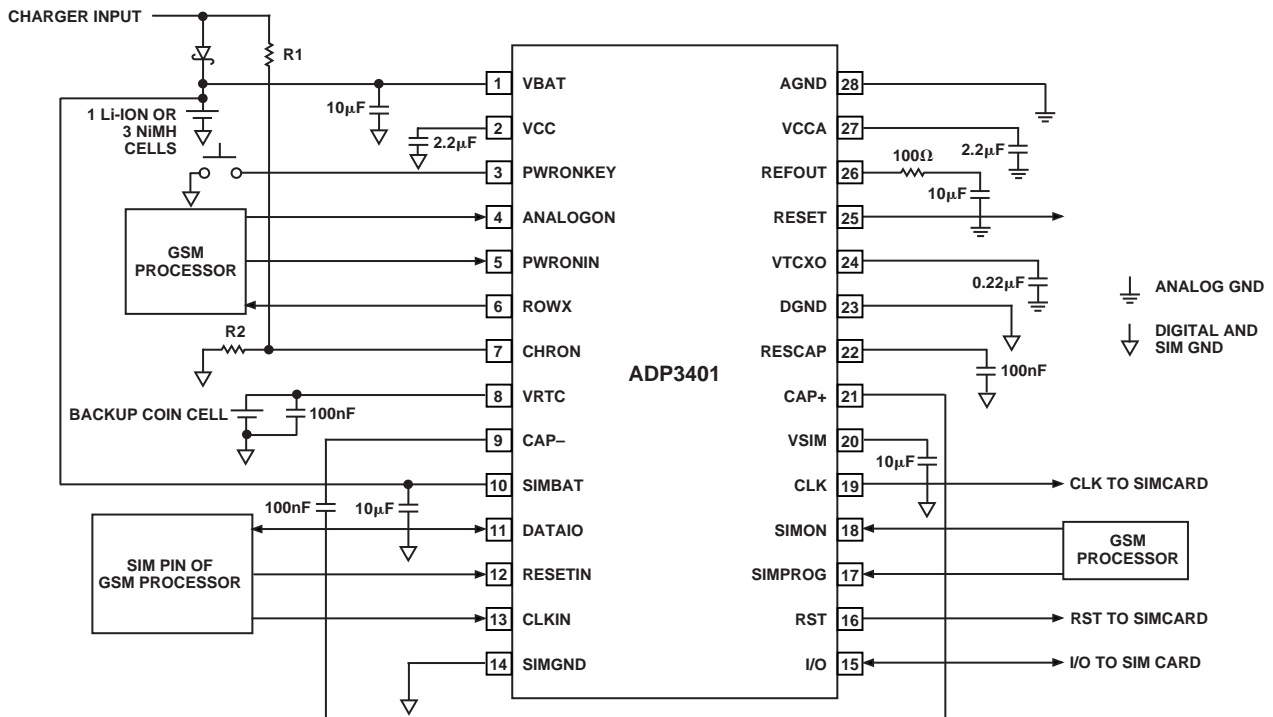 CHARGER INPUT
R1
1 Li-ION OR
3 NiMH
CELLS
10μF
2.2μF
GSM
PROCESSOR
R2
BACKUP COIN CELL
100nF
100nF
10μF
SIM PIN OF
GSM PROCESSOR
1 VBAT
2 VCC
3 PWRONKEY
4 ANALOGON
5 PWRONIN
6 ROWX
7 CHRON
8 VRTC
9 CAP–
10 SIMBAT
11 DATAIO
12 RESETIN
13 CLKIN
14 SIMGND
ADP3401
AGND 28
VCCA 27
REFOUT 26
RESET 25
VTCXO 24
DGND 23
RESCAP 22
CAP+ 21
VSIM 20
CLK 19
SIMON 18
SIMPROG 17
RST 16
I/O 15
2.2μF
100Ω
10μF
0.22μF
100nF
10μF
CLK TO SIMCARD
GSM
PROCESSOR
RST TO SIMCARD
I/O TO SIM CARD
ANALOG GND
DIGITAL AND
SIM GND